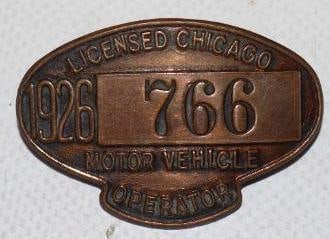 LICENSED CHICAGO
1926 766
MOTOR VEHICLE
OPERATOR